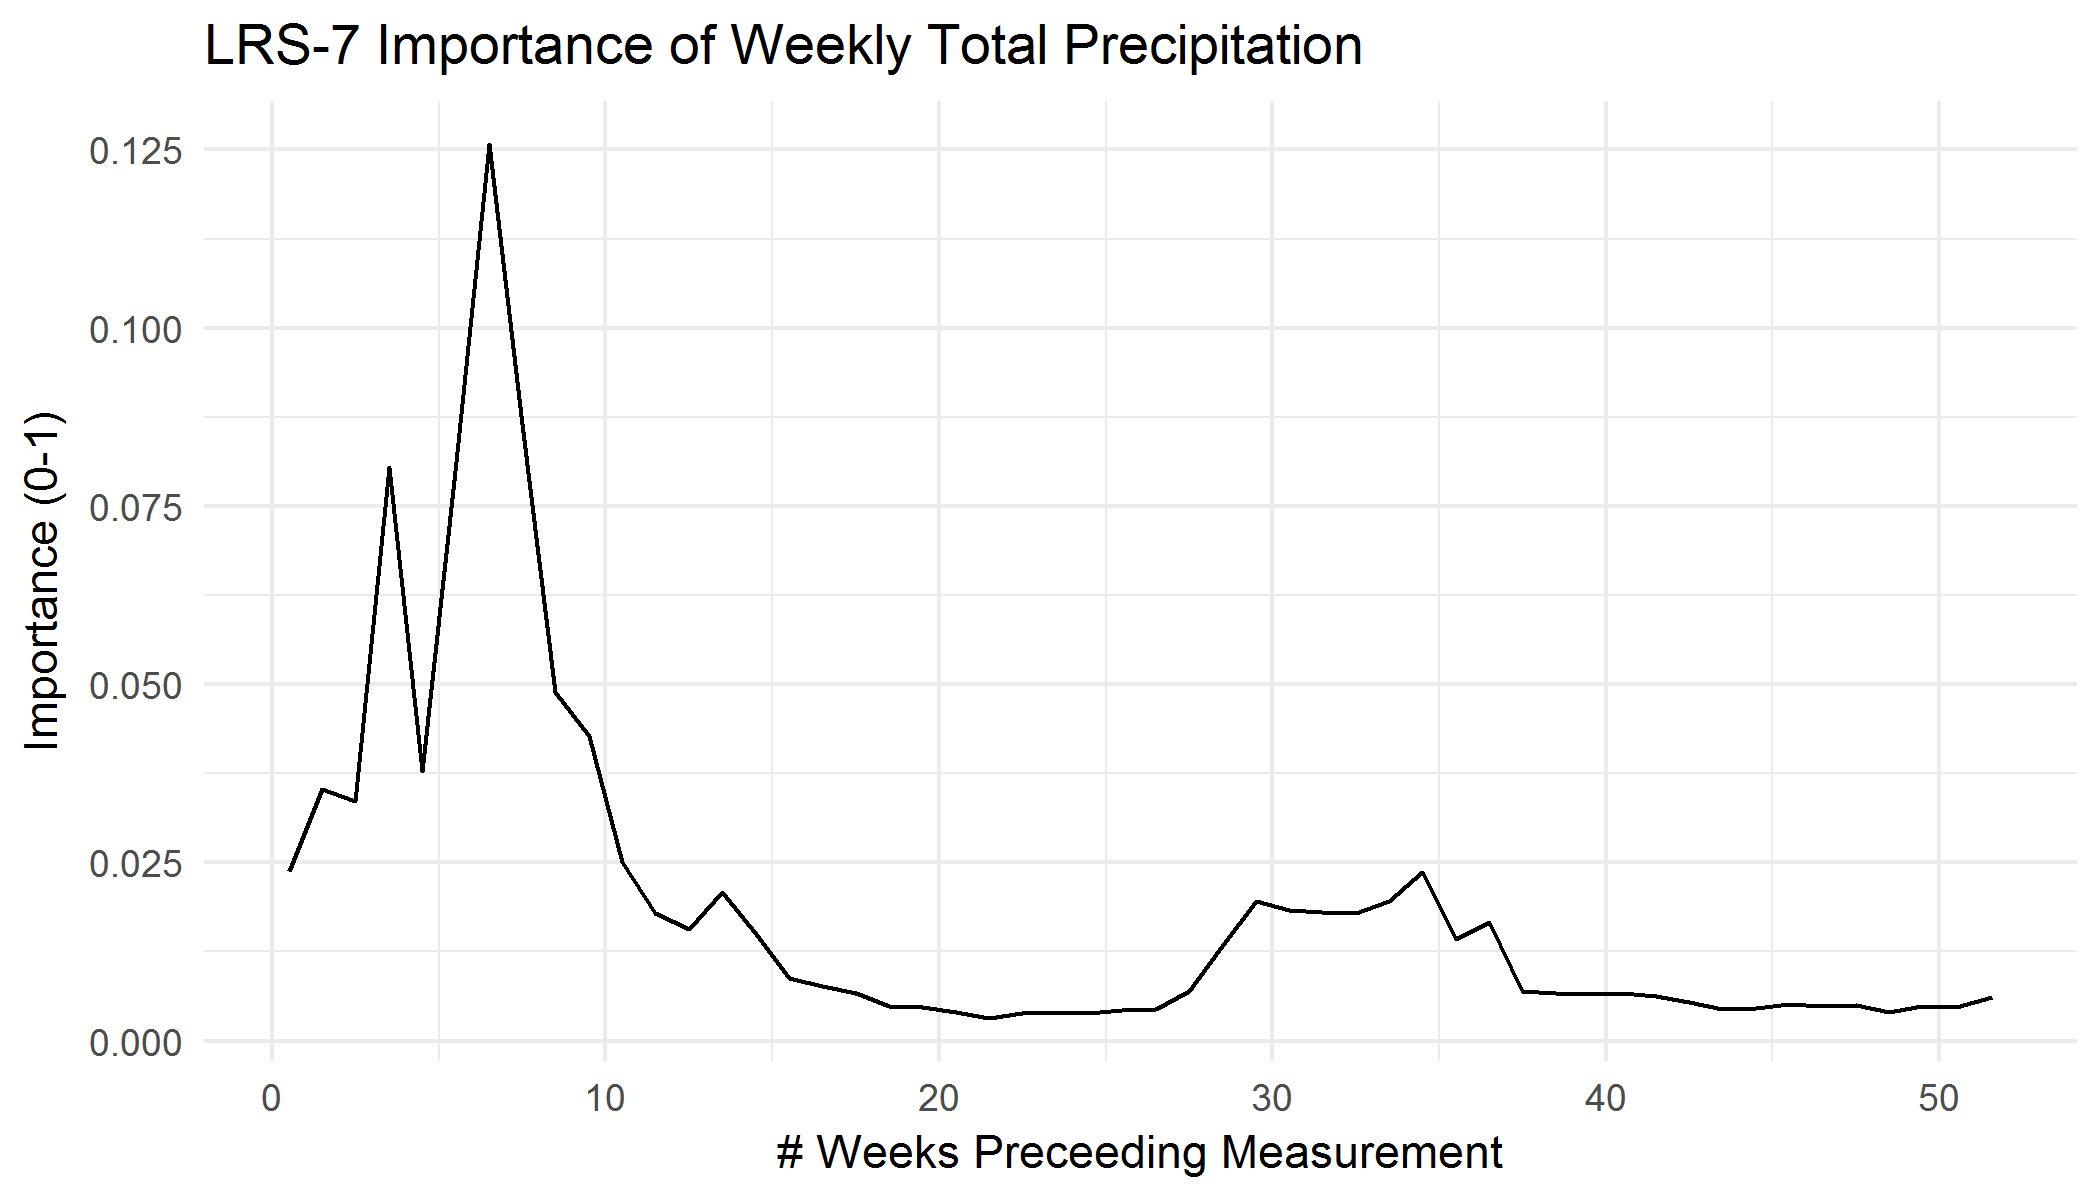 LRS-7 Importance of Weekly Total Precipitation
Importance (0-1)
0.125
0.100
0.075
0.050
0.025
0.000
0 10 20 30 40 50
# Weeks Preceeding Measurement